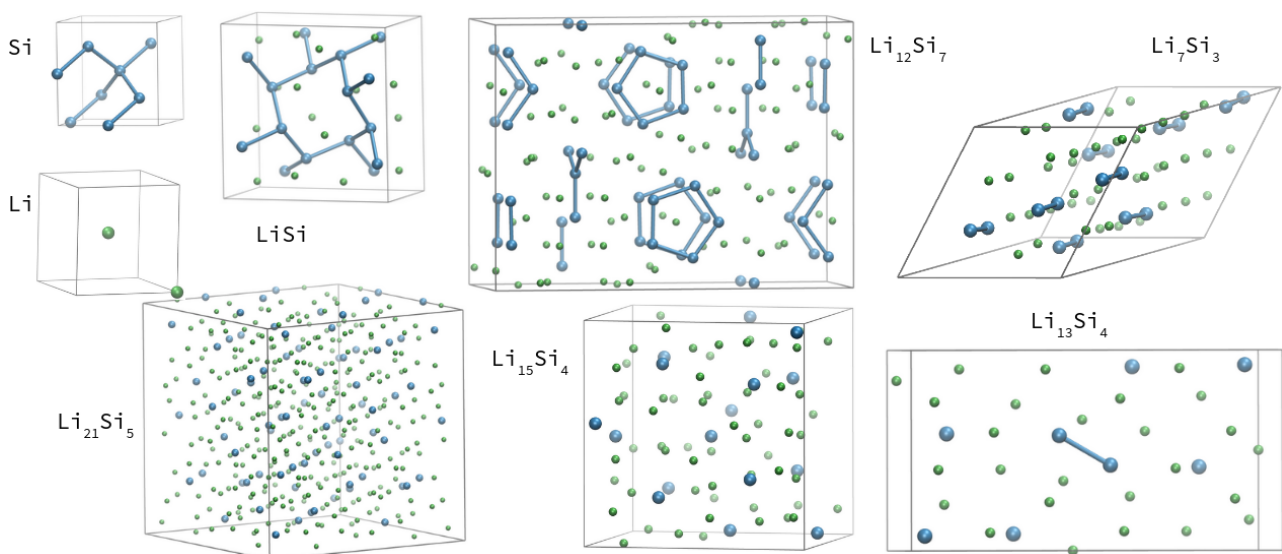 Si
Li
LiSi
Li₁₂Si₇
Li₇Si₃
Li₂₁Si₅
Li₁₅Si₄
Li₁₃Si₄